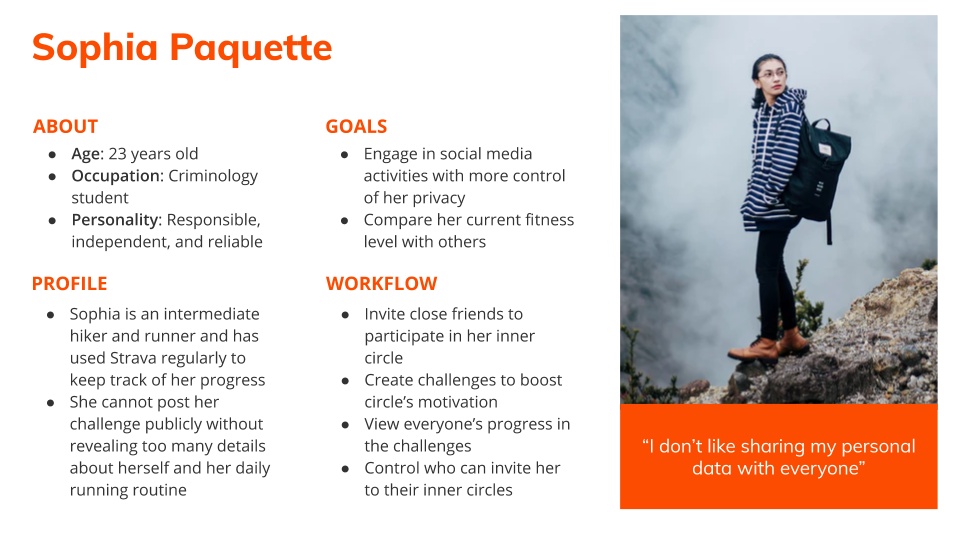 Sophia Paquette
ABOUT
● Age: 23 years old
● Occupation: Criminology
student
● Personality: Responsible,
independent, and reliable
PROFILE
● Sophia is an intermediate
hiker and runner and has
used Strava regularly to
keep track of her progress
● She cannot post her
challenge publicly without
revealing too many details
about herself and her daily
running routine
GOALS
● Engage in social media
activities with more control
of her privacy
● Compare her current fitness
level with others
WORKFLOW
● Invite close friends to
participate in her inner
circle
● Create challenges to boost
circle’s motivation
● View everyone’s progress in
the challenges
● Control who can invite her
to their inner circles
“I don’t like sharing my personal
data with everyone”